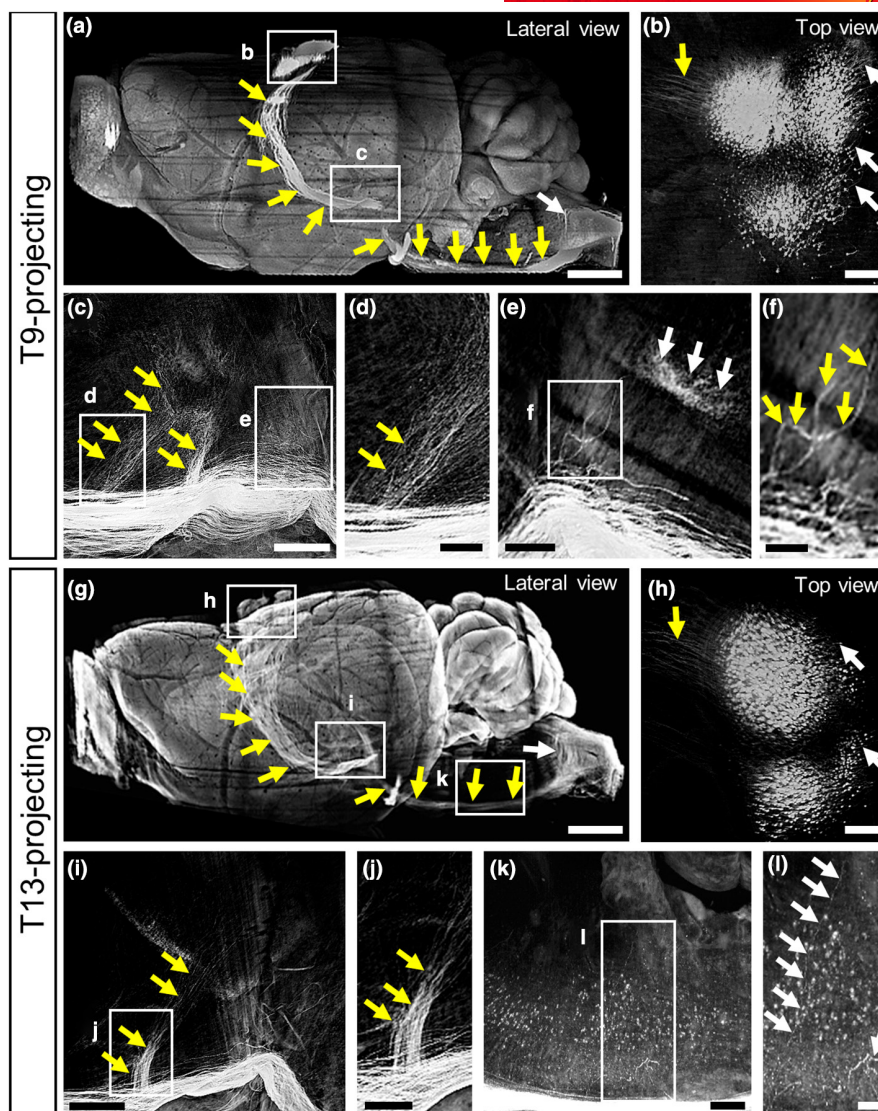 T9-projecting
(a)
Lateral view
b
c
(b)
Top view
(c)
d
e
(d)
(e)
f
(f)
T13-projecting
(g)
Lateral view
h
i
k
(h)
Top view
(i)
j
(j)
(k)
l
(l)